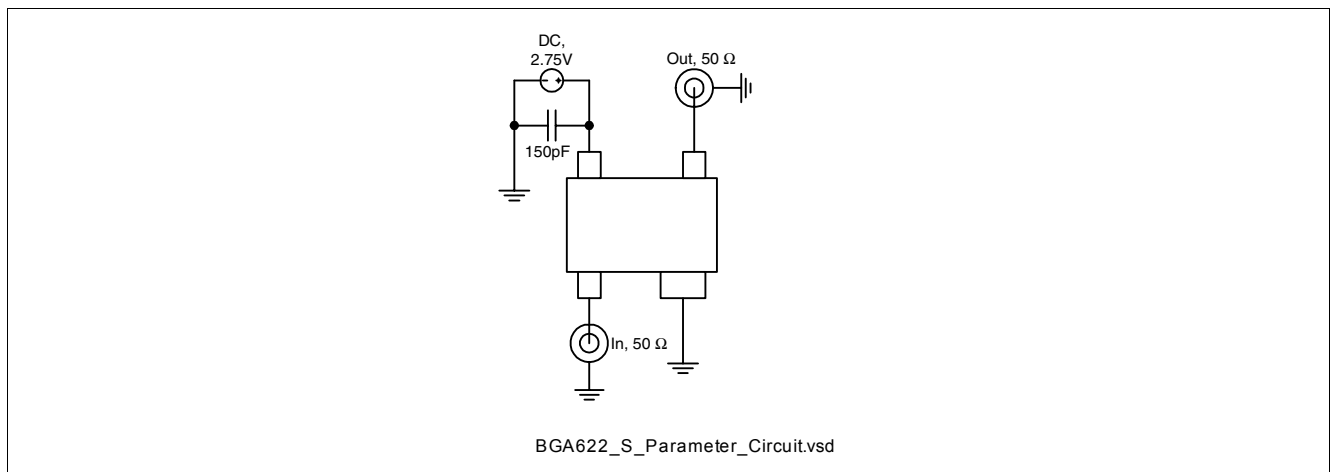 DC,
2.75V
Out, 50 Ω
150pF
In, 50 Ω
BGA622_S_Parameter_Circuit.vsd